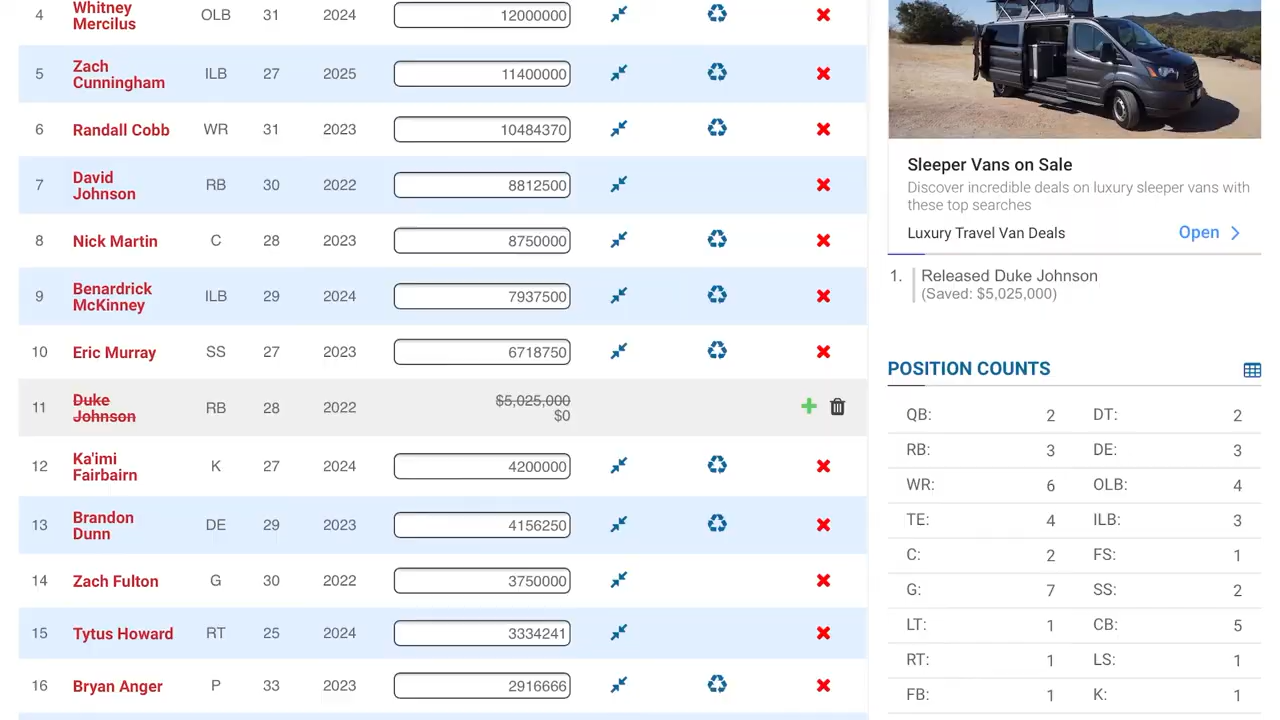 4 Whitney Mercilus OLB 31 2024 12000000
5 Zach Cunningham ILB 27 2025 11400000
6 Randall Cobb WR 31 2023 10484370
7 David Johnson RB 30 2022 8812500
8 Nick Martin C 28 2023 8750000
9 Benardrick McKinney ILB 29 2024 7937500
10 Eric Murray SS 27 2023 6718750
11 Duke Johnson RB 28 2022 $5,025,000 $0
12 Ka'imi Fairbairn K 27 2024 4200000
13 Brandon Dunn DE 29 2023 4156250
14 Zach Fulton G 30 2022 3750000
15 Tytus Howard RT 25 2024 3334241
16 Bryan Anger P 33 2023 2916666
Sleeper Vans on Sale
Discover incredible deals on luxury sleeper vans with
these top searches
Luxury Travel Van Deals Open
1. Released Duke Johnson
(Saved: $5,025,000)
POSITION COUNTS
QB: 2 DT: 2
RB: 3 DE: 3
WR: 6 OLB: 4
TE: 4 ILB: 3
C: 2 FS: 1
G: 7 SS: 2
LT: 1 CB: 5
RT: 1 LS: 1
FB: 1 K: 1